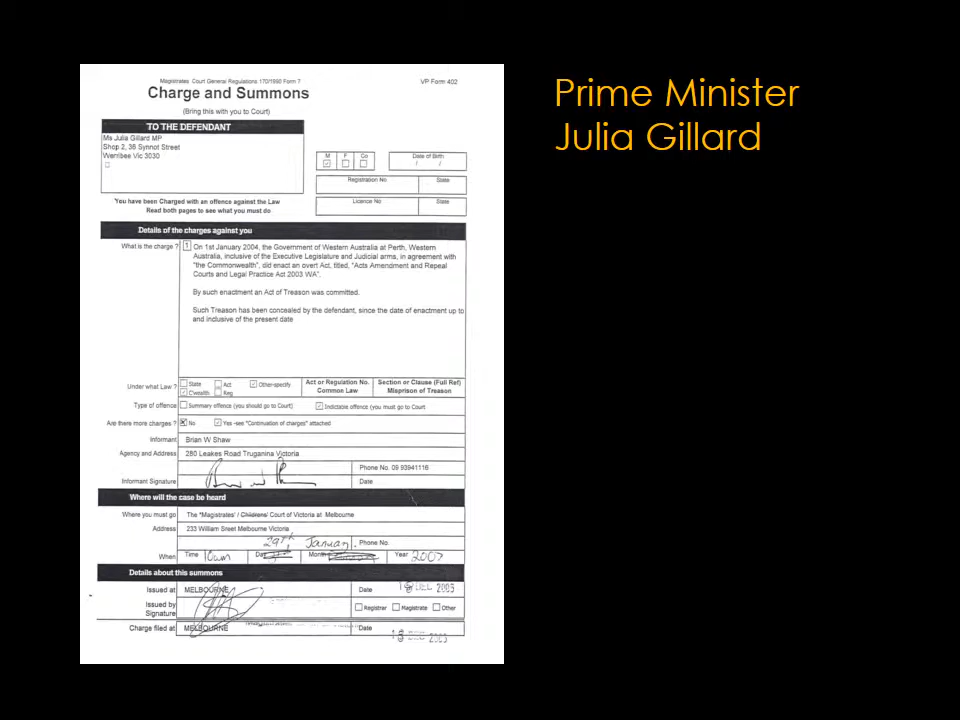 Prime Minister
Julia Gillard
Magistrates Court General Regulations 170/1990 Form 7
VP Form 402
Charge and Summons
(Bring this with you to Court)
TO THE DEFENDANT
Ms Julia Gillard MP
Shop 2, 36 Synnot Street
Werribee Vic 3030
M F Co
Date of Birth
/ /
Registration No. State
Licence No State
You have been Charged with an offence against the Law
Read both pages to see what you must do
Details of the charges against you
What is the charge ? 1 On 1st January 2004, the Government of Western Australia at Perth, Western
Australia, inclusive of the Executive Legislature and Judicial arms, in agreement with
"the Commonwealth", did enact an overt Act, titled, "Acts Amendment and Repeal
Courts and Legal Practice Act 2003 WA".
By such enactment an Act of Treason was committed.
Such Treason has been concealed by the defendant, since the date of enactment up to
and inclusive of the present date
Under what Law ? State Act Other-specify Act or Regulation No. Section or Clause (Full Ref)
C'wealth Reg Common Law Misprison of Treason
Type of offence Summary offence (you should go to Court) Indictable offence (you must go to Court
Are there more charges ? No Yes -see "Continuation of charges" attached
Informant Brian W Shaw
Agency and Address 280 Leakes Road Truganina Victoria
Phone No. 09 93941116
Informant Signature Date
Where will the case be heard
Where you must go The *Magistrates' / Childrens' Court of Victoria at Melbourne
Address 233 William Street Melbourne Victoria
29th January. Phone No.
When Time 10am Day Month Year 2007
Details about this summons
Issued at MELBOURNE Date DEC
Issued by
Signature Registrar Magistrate Other
Charge filed at MELBOURNE Date DEC